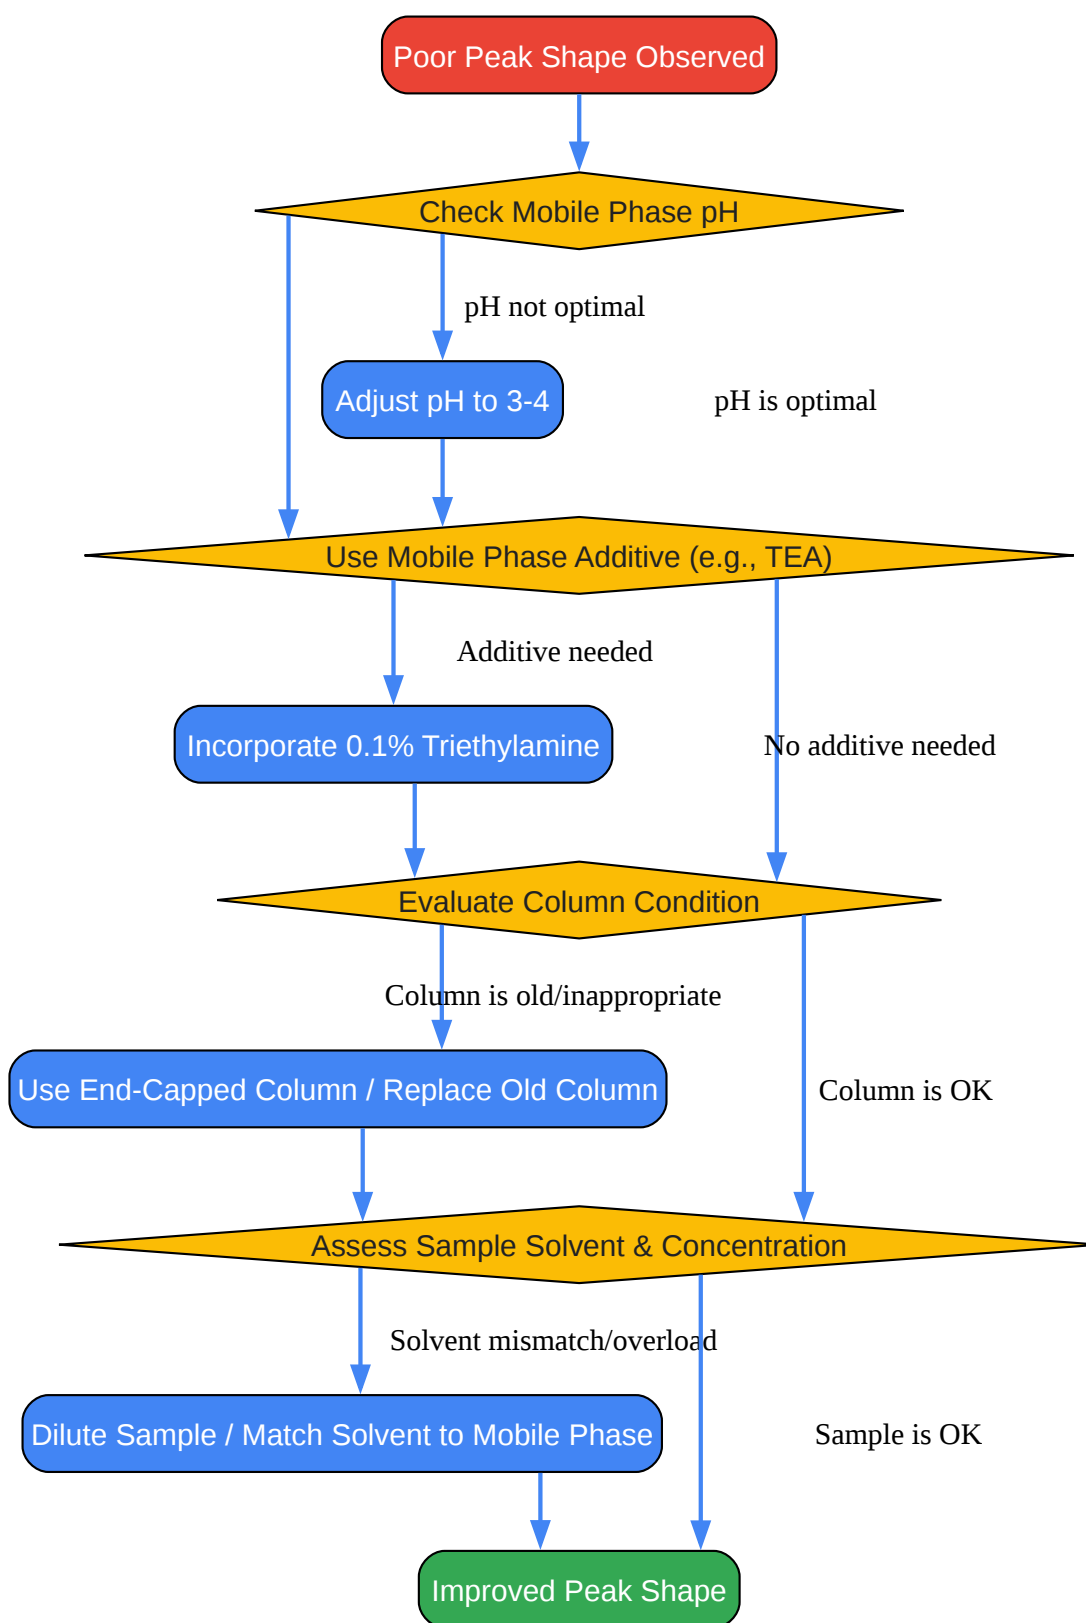 Poor Peak Shape Observed
Check Mobile Phase pH
pH not optimal
Adjust pH to 3-4
pH is optimal
Use Mobile Phase Additive (e.g., TEA)
Additive needed
Incorporate 0.1% Triethylamine
No additive needed
Evaluate Column Condition
Column is old/inappropriate
Use End-Capped Column / Replace Old Column
Column is OK
Assess Sample Solvent & Concentration
Solvent mismatch/overload
Dilute Sample / Match Solvent to Mobile Phase
Sample is OK
Improved Peak Shape